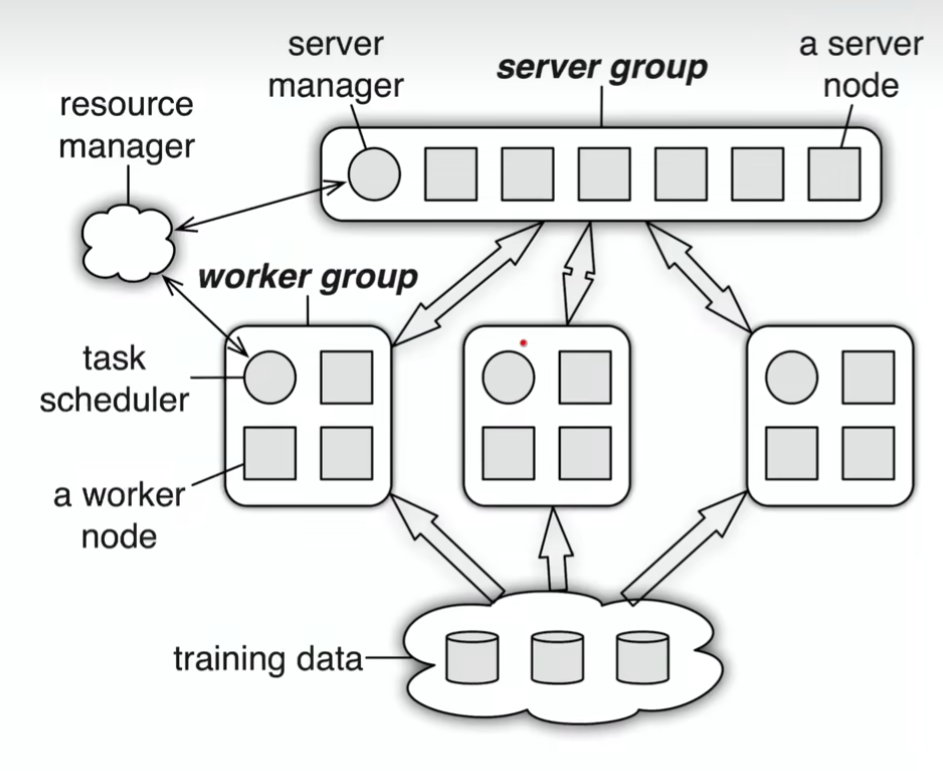 server
manager
server group
a server
node
resource
manager
worker group
task
scheduler
a worker
node
training data